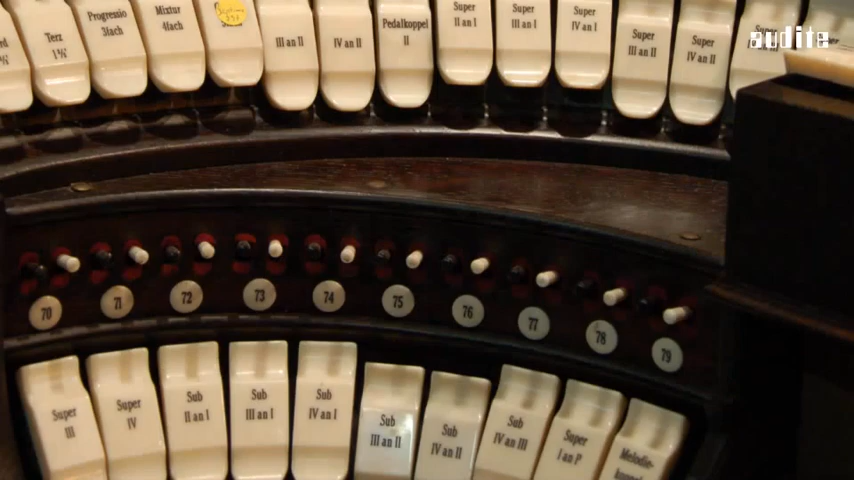 Terz
1⅗'
Progressio
3fach
Mixtur
4fach
III an II
IV an II
Pedalkoppel
II
Super
II an I
Super
III an I
Super
IV an I
Super
III an II
Super
IV an II
audite
70
71
72
73
74
75
76
77
78
79
Super
III
Super
IV
Sub
II an I
Sub
III an I
Sub
IV an I
Sub
III an II
Sub
IV an II
Sub
IV an III
Super
I an P
Melodie-